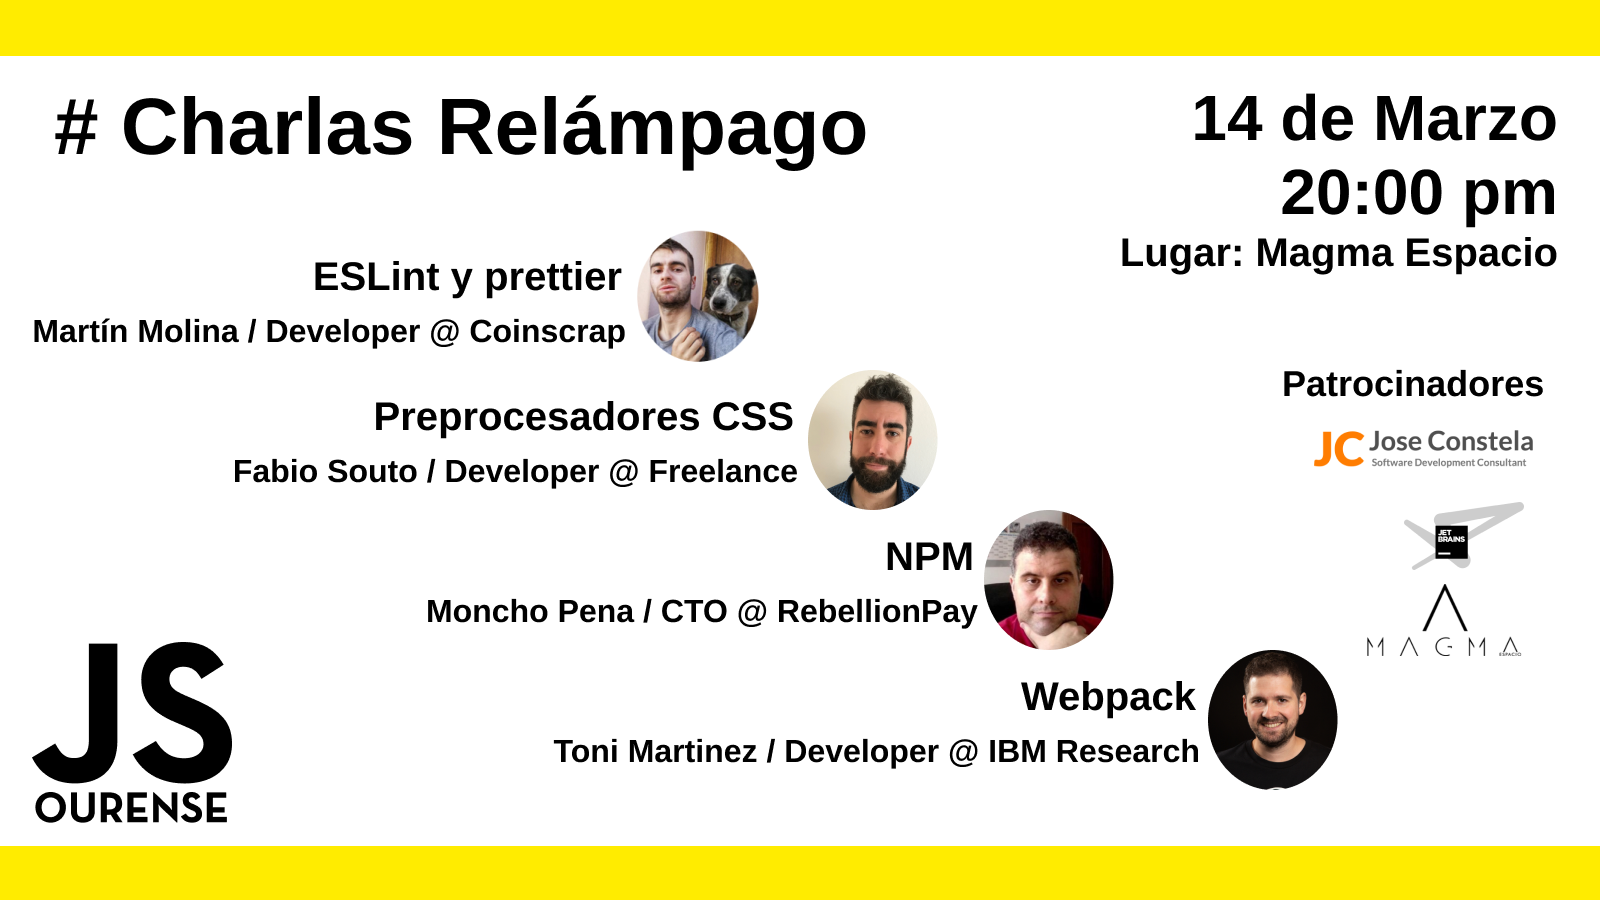 # Charlas Relámpago
14 de Marzo
20:00 pm
Lugar: Magma Espacio
ESLint y prettier
Martín Molina / Developer @ Coinscrap
Preprocesadores CSS
Fabio Souto / Developer @ Freelance
NPM
Moncho Pena / CTO @ RebellionPay
Webpack
Toni Martinez / Developer @ IBM Research
Patrocinadores
JC Jose Constela
Software Development Consultant
JET
BRAINS
MAGMA
ESPACIO
JS
OURENSE